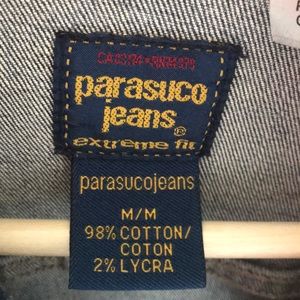 parasuco
jeans®
extreme fit
parasucojeans
M/M
98% COTTON/
COTON
2% LYCRA